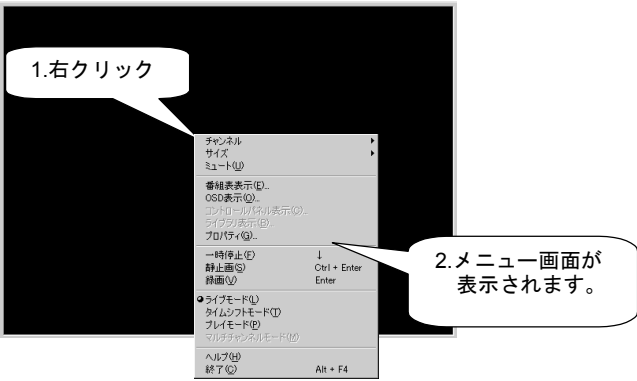 1.右クリック
チャンネル
サイズ
ミュート(U)
番組表表示(E)...
OSD表示(O)...
コントロールパネル表示(C)...
ライブラリ表示(B)...
プロパティ(G)...
一時停止(F) ↓
静止画(S) Ctrl + Enter
録画(V) Enter
ライブモード(L)
タイムシフトモード(T)
プレイモード(P)
マルチチャンネルモード(M)
ヘルプ(H)
終了(C) Alt + F4
2.メニュー画面が
表示されます。